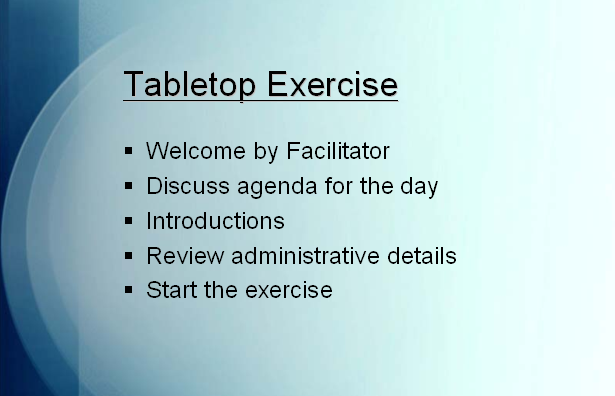 Tabletop Exercise
▪ Welcome by Facilitator
▪ Discuss agenda for the day
▪ Introductions
▪ Review administrative details
▪ Start the exercise